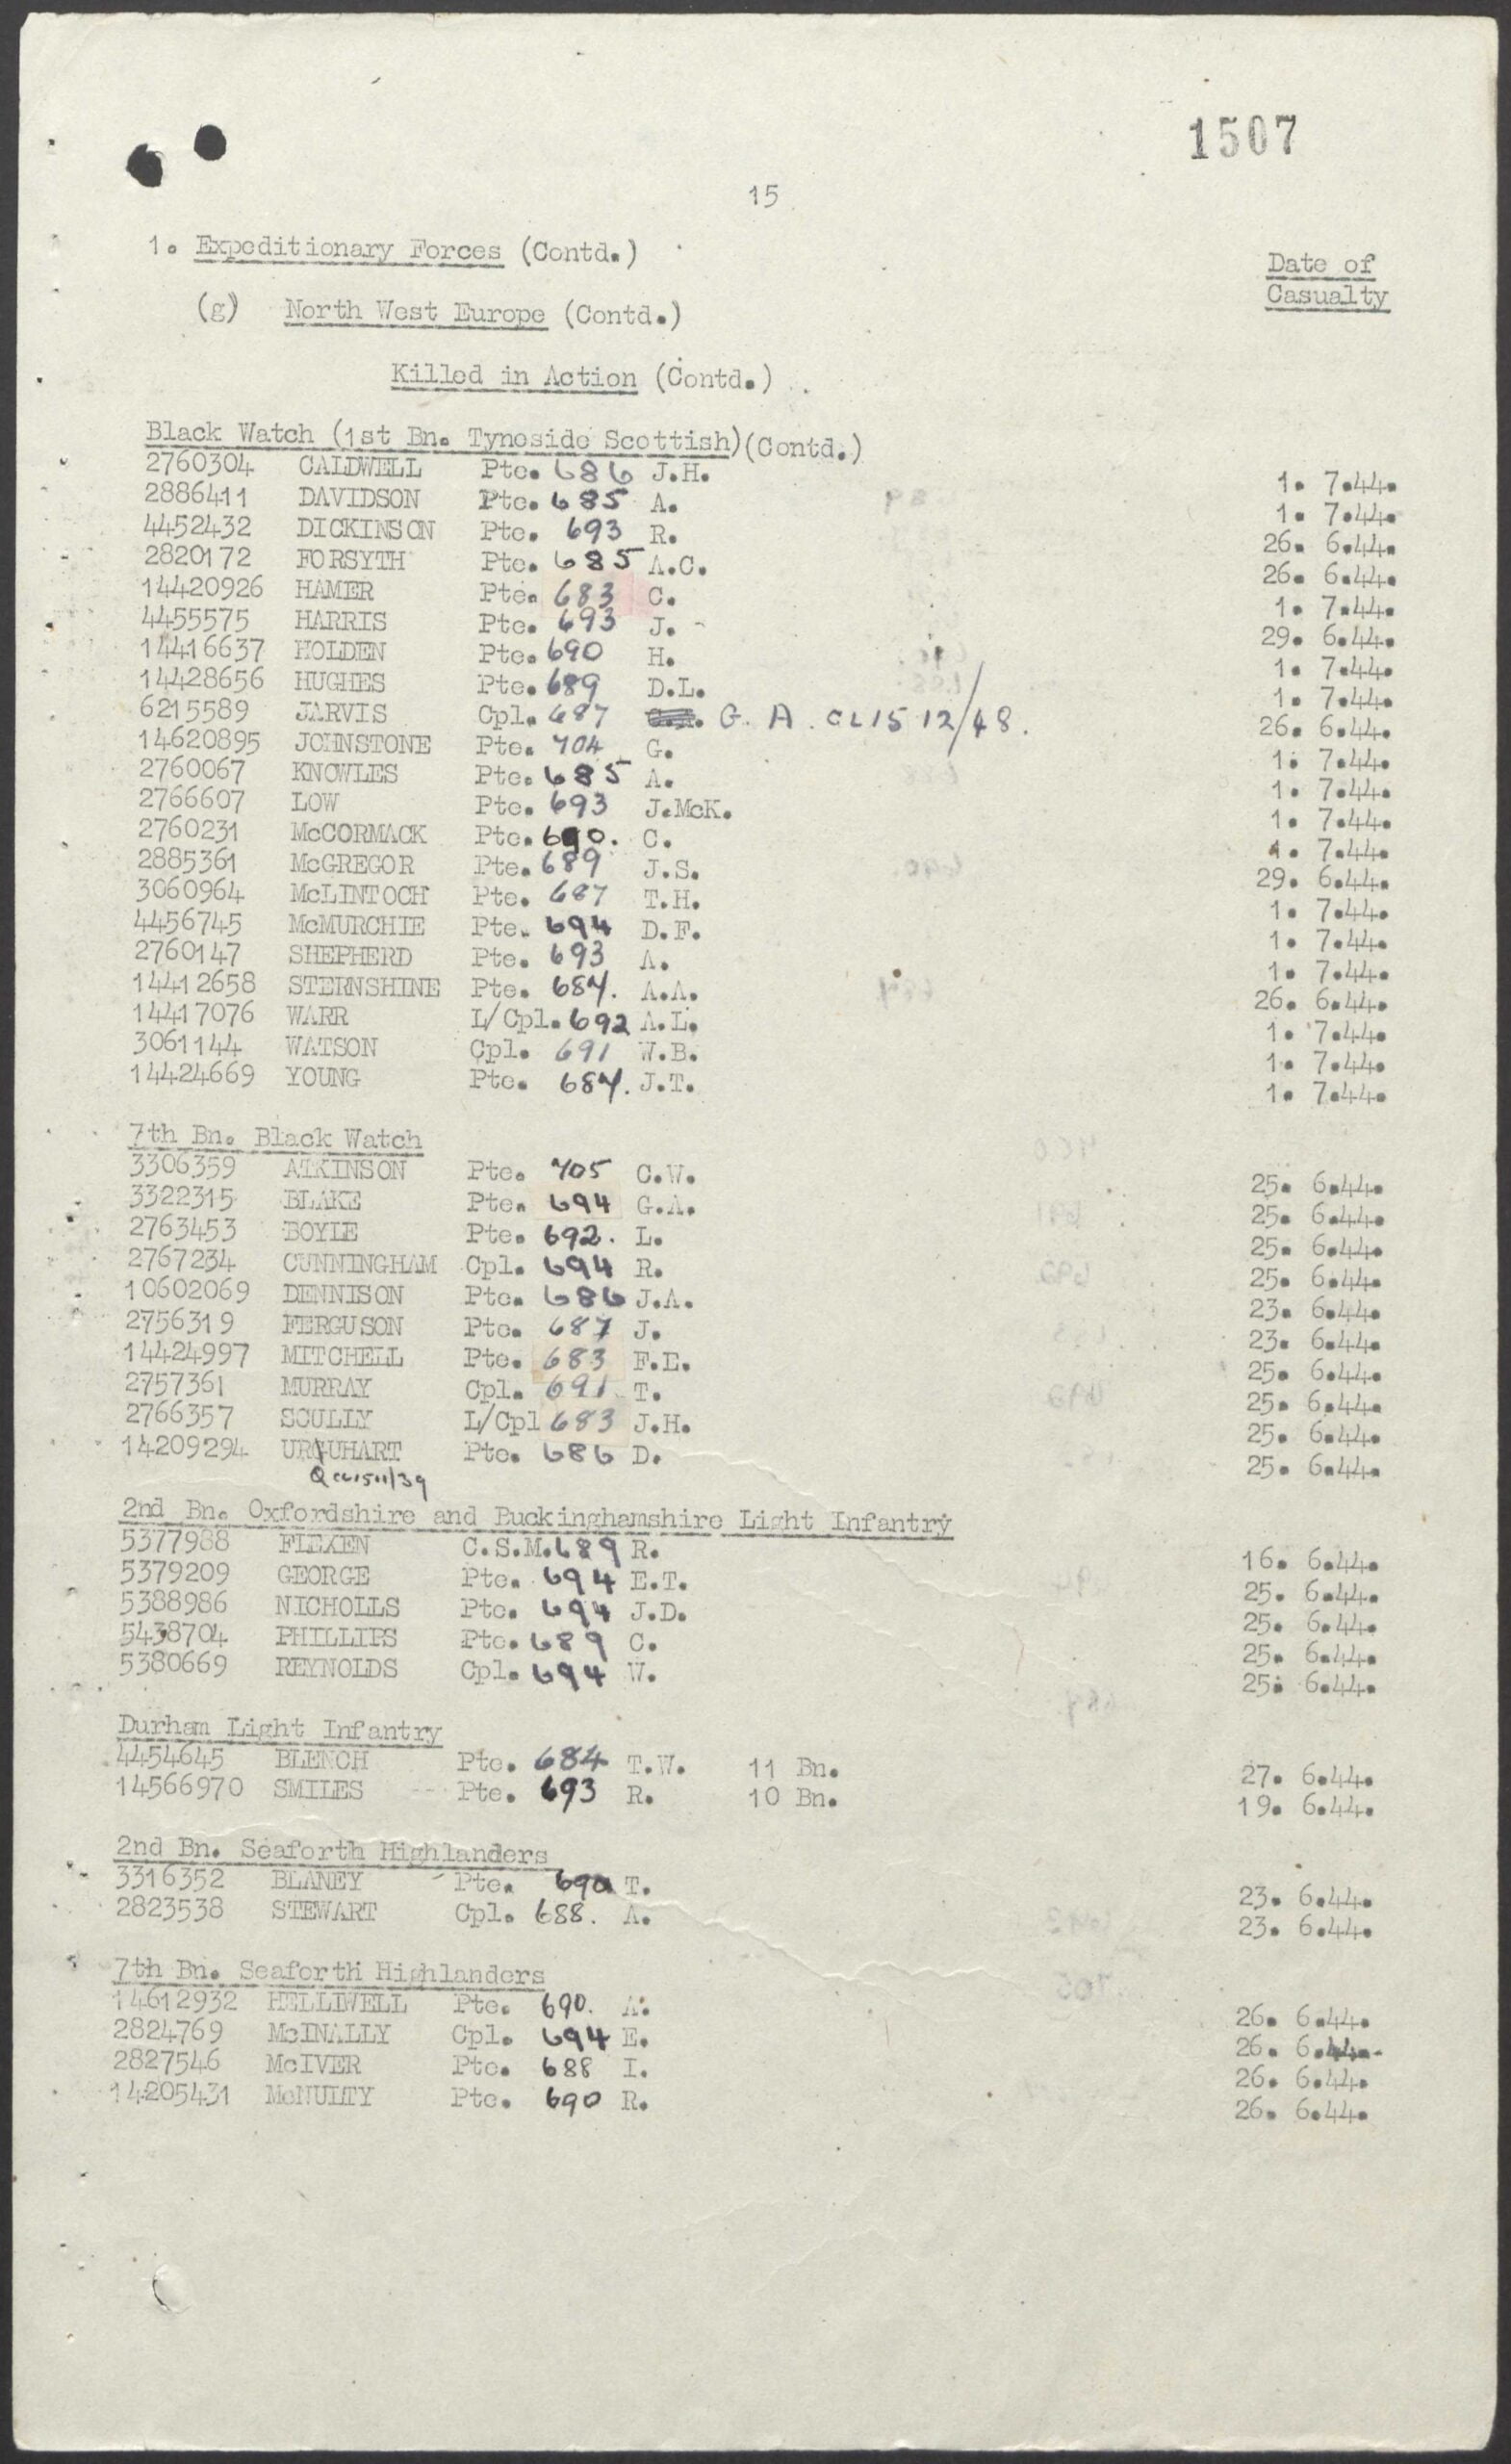 1507
15
1. Expeditionary Forces (Contd.)
Date of
Casualty
(g) North West Europe (Contd.)
Killed in Action (Contd.)
Black Watch (1st Bn. Tyneside Scottish)(Contd.)
2760304 CALDWELL Pte. 686 J.H. 1. 7.44.
2886411 DAVIDSON Pte. 685 A. 1. 7.44.
4452432 DICKINSON Pte. 693 R. 26. 6.44.
2820172 FORSYTH Pte. 685 A.C. 26. 6.44.
14420926 HAMER Pte. 683 C. 1. 7.44.
4455575 HARRIS Pte. 693 J. 29. 6.44.
14416637 HOLDEN Pte. 690 H. 1. 7.44.
14428656 HUGHES Pte. 689 D.L. 1. 7.44.
6215589 JARVIS Cpl. 687 G. A. CL15 12/48. 26. 6.44.
14620895 JOHNSTONE Pte. 704 G. 1. 7.44.
2760067 KNOWLES Pte. 685 A. 1. 7.44.
2766607 LOW Pte. 693 J.McK. 1. 7.44.
2760231 McCORMACK Pte. 690. C. 1. 7.44.
2885361 McGREGOR Pte. 689 J.S. 29. 6.44.
3060964 McLINTOCH Pte. 687 T.H. 1. 7.44.
4456745 McMURCHIE Pte. 694 D.F. 1. 7.44.
2760147 SHEPHERD Pte. 693 A. 1. 7.44.
14412658 STERNSHINE Pte. 684. A.A. 26. 6.44.
14417076 WARR L/Cpl. 692 A.L. 1. 7.44.
3061144 WATSON Cpl. 691 W.B. 1. 7.44.
14424669 YOUNG Pte. 684. J.T. 1. 7.44.
7th Bn. Black Watch
3306359 ATKINSON Pte. 705 C.W. 25. 6.44.
3322315 BLAKE Pte. 694 G.A. 25. 6.44.
2763453 BOYLE Pte. 692. L. 25. 6.44.
2767234 CUNNINGHAM Cpl. 694 R. 25. 6.44.
10602069 DENNISON Pte. 686 J.A. 23. 6.44.
2756319 FERGUSON Pte. 687 J. 23. 6.44.
14424997 MITCHELL Pte. 683 F.E. 25. 6.44.
2757361 MURRAY Cpl. 691 T. 25. 6.44.
2766357 SCULLY L/Cpl 683 J.H. 25. 6.44.
14209294 URGUHART Pte. 686 D. 25. 6.44.
Q CL1511/39
2nd Bn. Oxfordshire and Buckinghamshire Light Infantry
5377988 FLEXEN C.S.M. 689 R. 16. 6.44.
5379209 GEORGE Pte. 694 E.T. 25. 6.44.
5388986 NICHOLLS Pte. 694 J.D. 25. 6.44.
5438704 PHILLIPS Pte. 689 C. 25. 6.44.
5380669 REYNOLDS Cpl. 694 W. 25. 6.44.
Durham Light Infantry
4454645 BLENCH Pte. 684 T.W. 11 Bn. 27. 6.44.
14566970 SMILES Pte. 693 R. 10 Bn. 19. 6.44.
2nd Bn. Seaforth Highlanders
3316352 BLANEY Pte. 690 T. 23. 6.44.
2823538 STEWART Cpl. 688. A. 23. 6.44.
7th Bn. Seaforth Highlanders
14612932 HELLIWELL Pte. 690. A. 26. 6.44.
2824769 McINALLY Cpl. 694 E. 26. 6.44.
2827546 McIVER Pte. 688 I. 26. 6.44.
14205431 McNULTY Pte. 690 R. 26. 6.44.